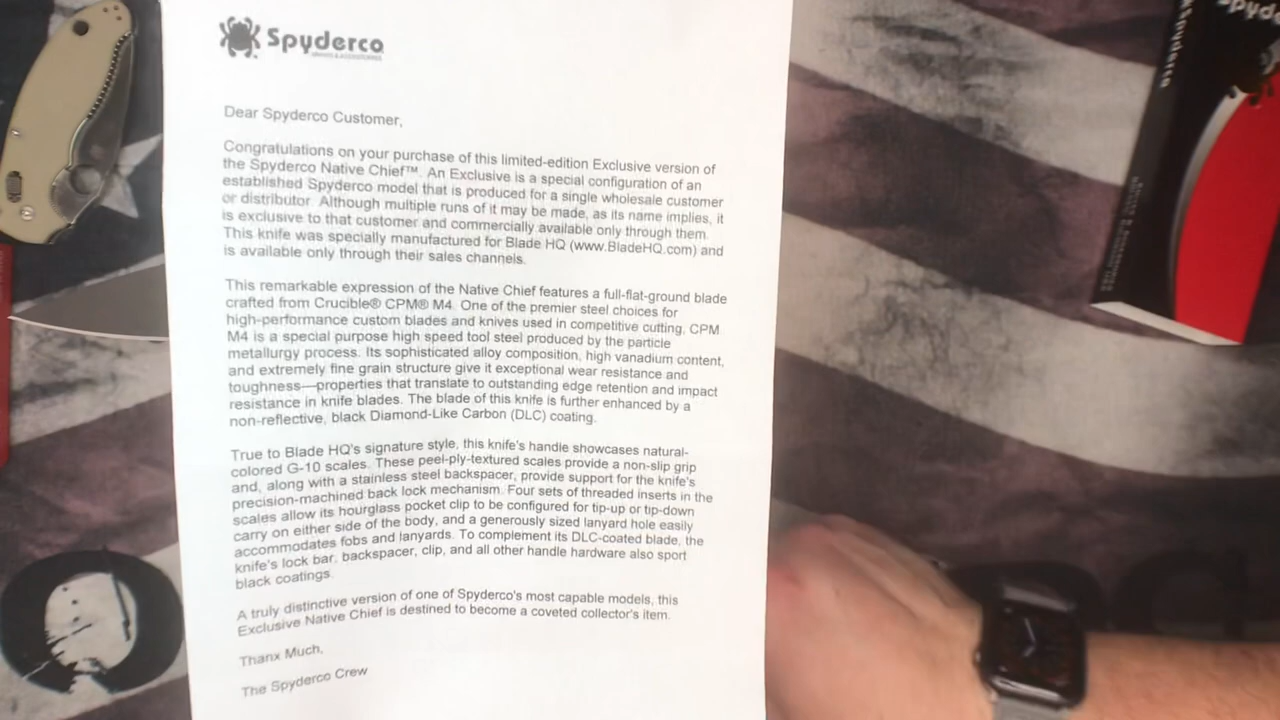 Spyderco
Dear Spyderco Customer,
Congratulations on your purchase of this limited-edition Exclusive version of
the Spyderco Native Chief™. An Exclusive is a special configuration of an
established Spyderco model that is produced for a single wholesale customer
or distributor. Although multiple runs of it may be made, as its name implies, it
is exclusive to that customer and commercially available only through them.
This knife was specially manufactured for Blade HQ (www.BladeHQ.com) and
is available only through their sales channels.
This remarkable expression of the Native Chief features a full-flat-ground blade
crafted from Crucible® CPM® M4. One of the premier steel choices for
high-performance custom blades and knives used in competitive cutting, CPM
M4 is a special purpose high speed tool steel produced by the particle
metallurgy process. Its sophisticated alloy composition, high vanadium content,
and extremely fine grain structure give it exceptional wear resistance and
toughness—properties that translate to outstanding edge retention and impact
resistance in knife blades. The blade of this knife is further enhanced by a
non-reflective, black Diamond-Like Carbon (DLC) coating.
True to Blade HQ's signature style, this knife's handle showcases natural-
colored G-10 scales. These peel-ply-textured scales provide a non-slip grip
and, along with a stainless steel backspacer, provide support for the knife's
precision-machined back lock mechanism. Four sets of threaded inserts in the
scales allow its hourglass pocket clip to be configured for tip-up or tip-down
carry on either side of the body, and a generously sized lanyard hole easily
accommodates fobs and lanyards. To complement its DLC-coated blade, the
knife's lock bar, backspacer, clip, and all other handle hardware also sport
black coatings.
A truly distinctive version of one of Spyderco's most capable models, this
Exclusive Native Chief is destined to become a coveted collector's item.
Thanx Much,
The Spyderco Crew
Spyderco